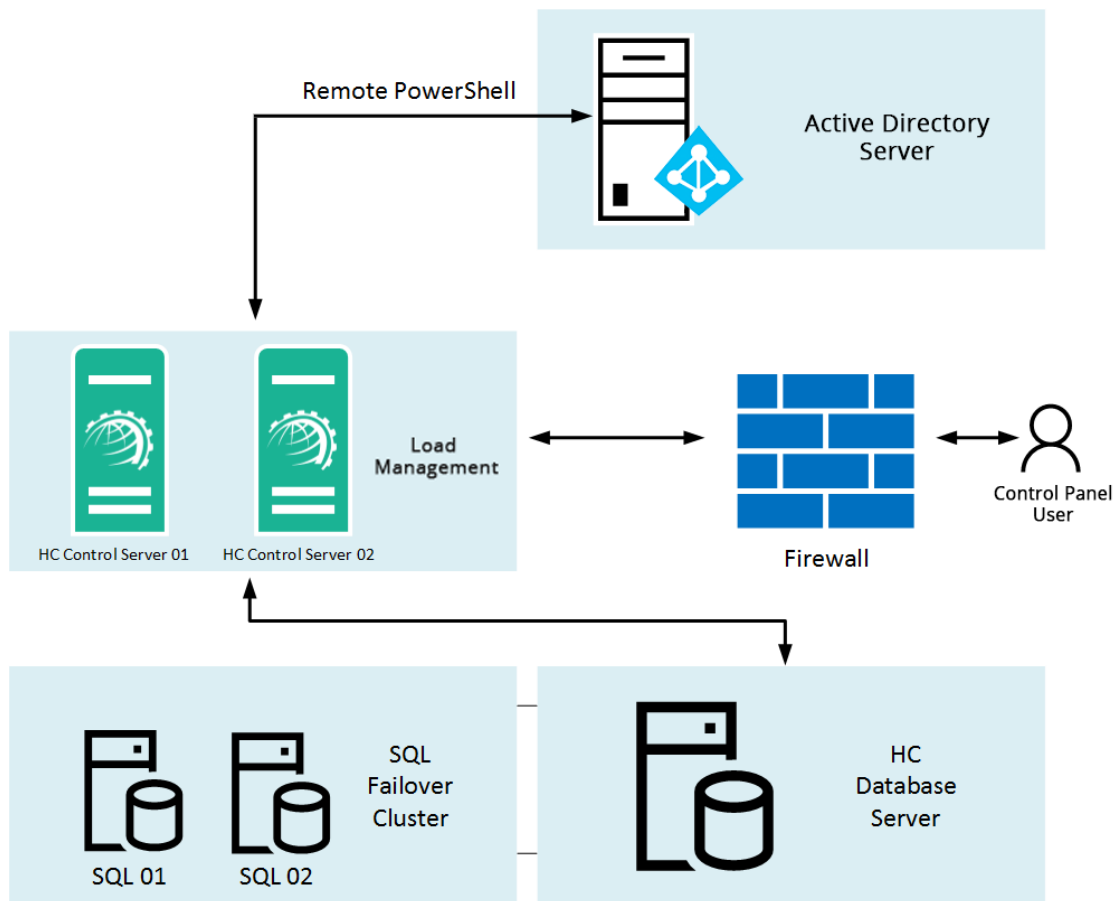 Remote PowerShell
Active Directory
Server
Load
Management
HC Control Server 01
HC Control Server 02
Firewall
Control Panel
User
SQL
Failover
Cluster
SQL 01
SQL 02
HC
Database
Server